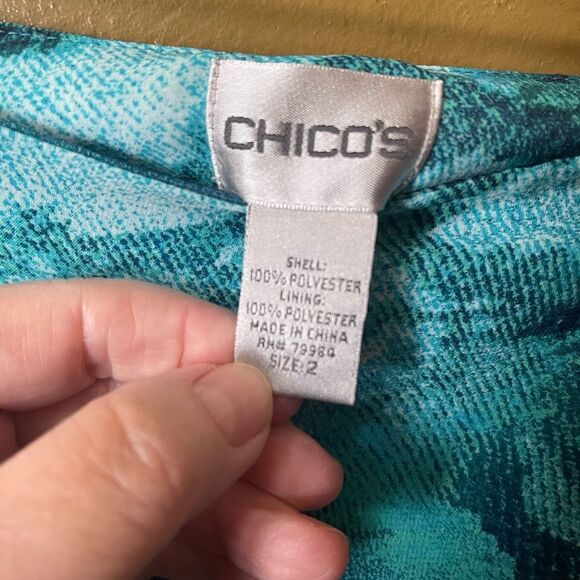 CHICO'S
SHELL:
100% POLYESTER
LINING:
100% POLYESTER
MADE IN CHINA
RN# 79984
SIZE: 2